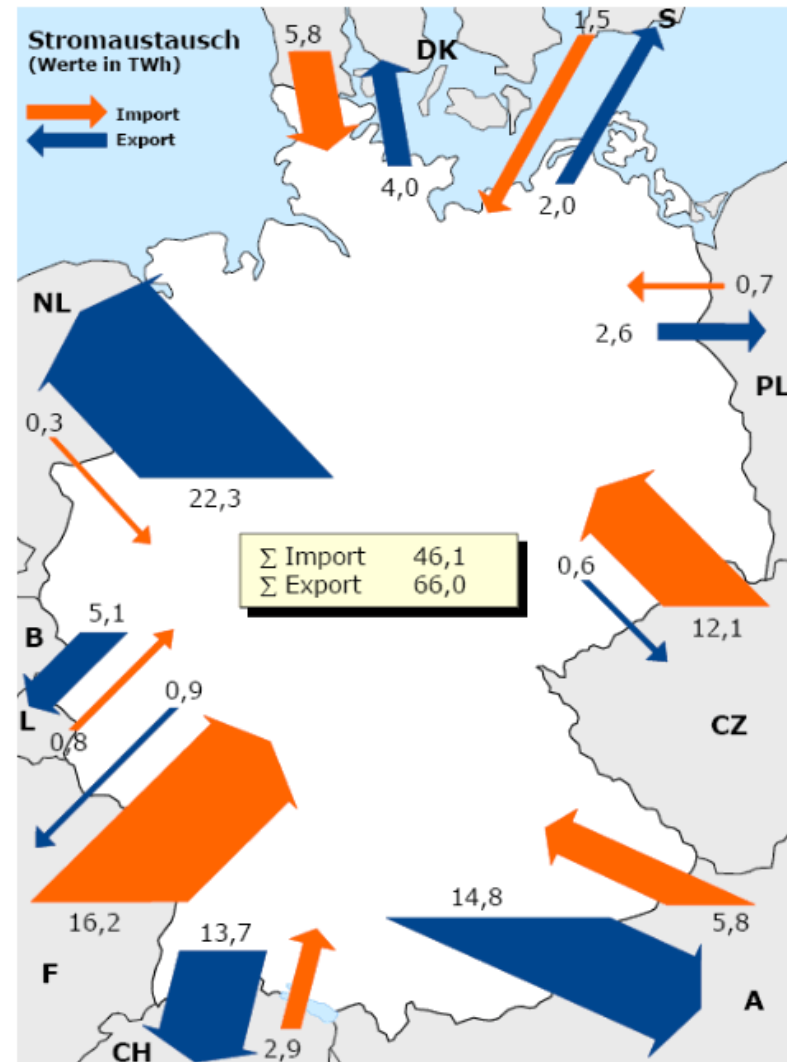 Stromaustausch
(Werte in TWh)
Import
Export
5,8
DK
1,5
S
4,0
2,0
NL
0,7
2,6
PL
0,3
22,3
∑ Import 46,1
∑ Export 66,0
0,6
12,1
B
5,1
L
0,8
0,9
CZ
16,2
13,7
14,8
5,8
F
A
CH
2,9